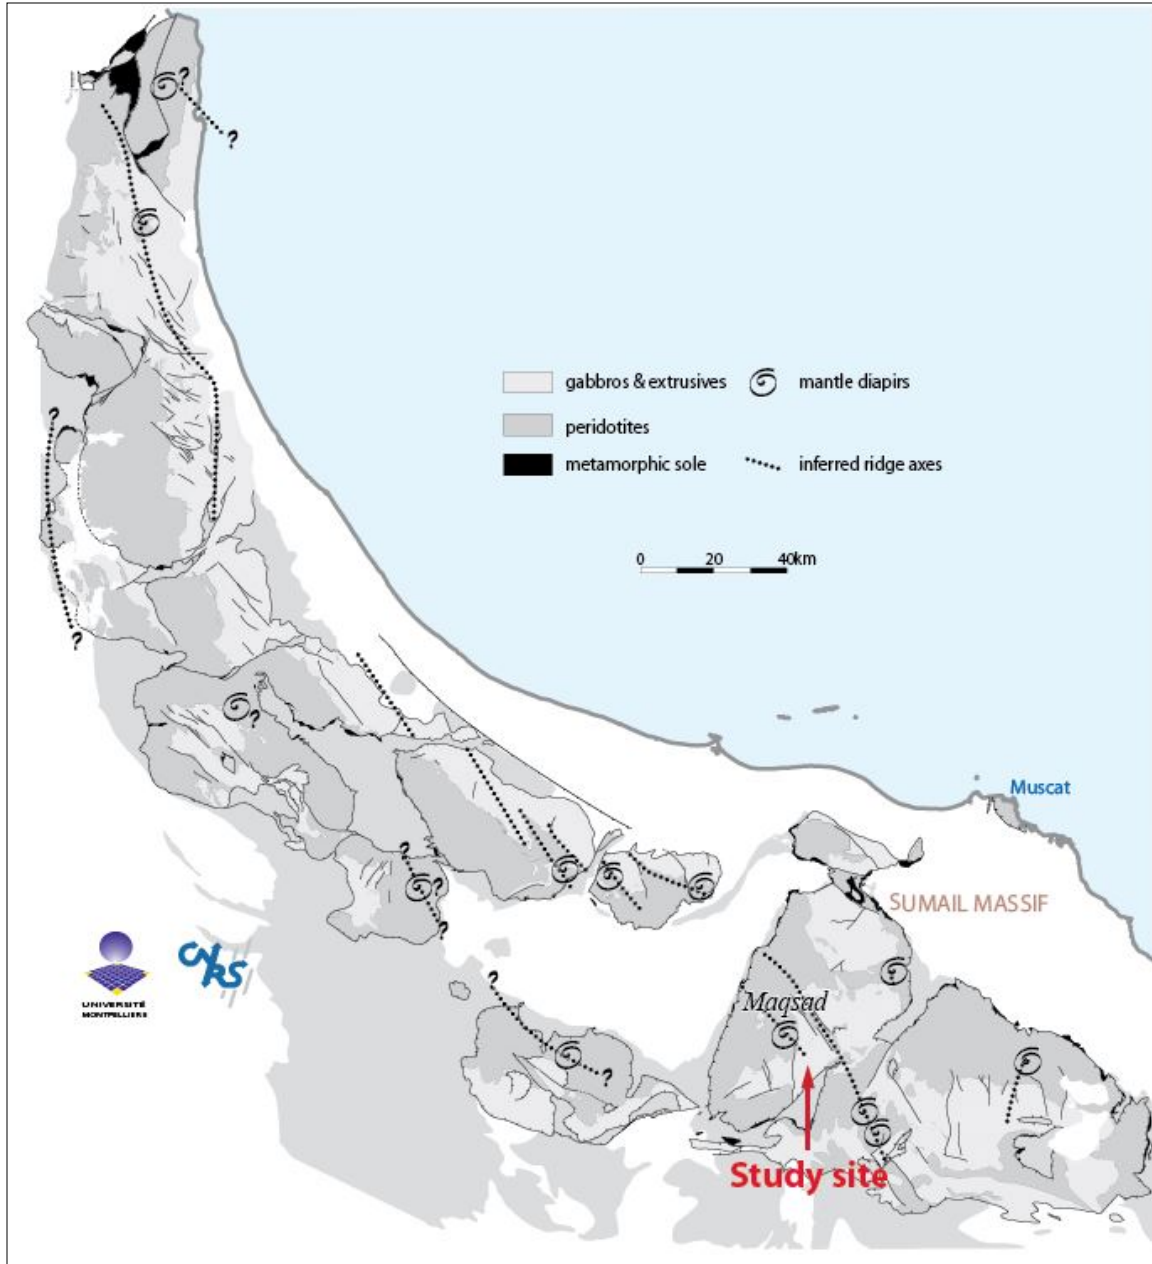 ?
?
gabbros & extrusives
mantle diapirs
peridotites
metamorphic sole
inferred ridge axes
?
0 20 40km
?
?
Muscat
?
?
SUMAIL MASSIF
?
CNRS
?
UNIVERSITÉ
MONTPELLIER
Maqsad
?
Study site